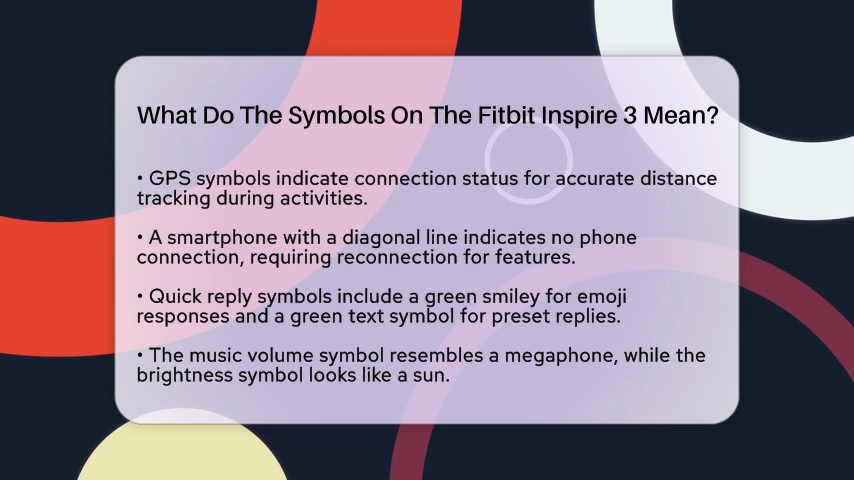 What Do The Symbols On The Fitbit Inspire 3 Mean?
• GPS symbols indicate connection status for accurate distance
tracking during activities.
• A smartphone with a diagonal line indicates no phone
connection, requiring reconnection for features.
• Quick reply symbols include a green smiley for emoji
responses and a green text symbol for preset replies.
• The music volume symbol resembles a megaphone, while the
brightness symbol looks like a sun.